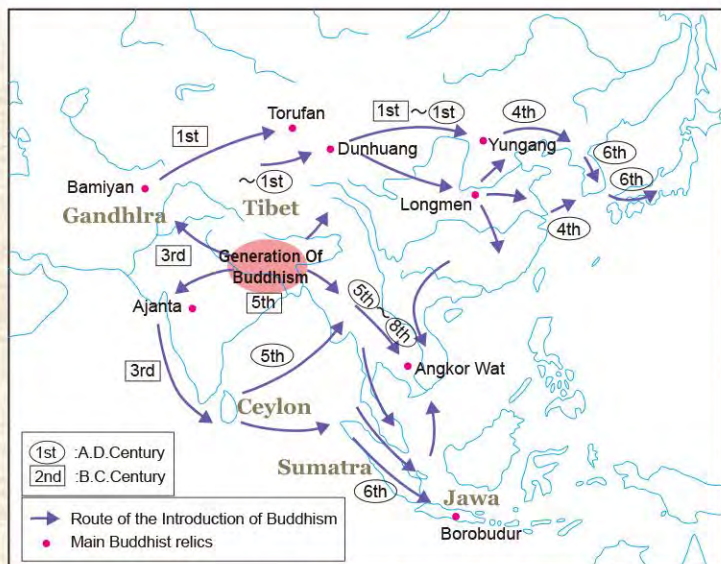 Torufan
1st
1st ～ 1st
4th
Dunhuang
Yungang
6th
6th
～1st
Bamiyan
Tibet
Longmen
Gandhlra
4th
3rd
Generation Of
Buddhism
5th
Ajanta
5th～8th
5th
3rd
Angkor Wat
Ceylon
Sumatra
6th
Jawa
Borobudur
1st :A.D.Century
2nd :B.C.Century
Route of the Introduction of Buddhism
Main Buddhist relics